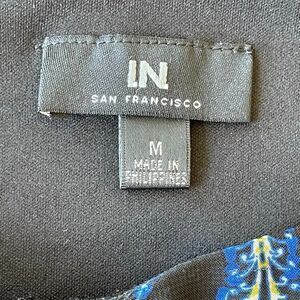 IN.
SAN FRANCISCO
M
MADE IN
PHILIPPINES